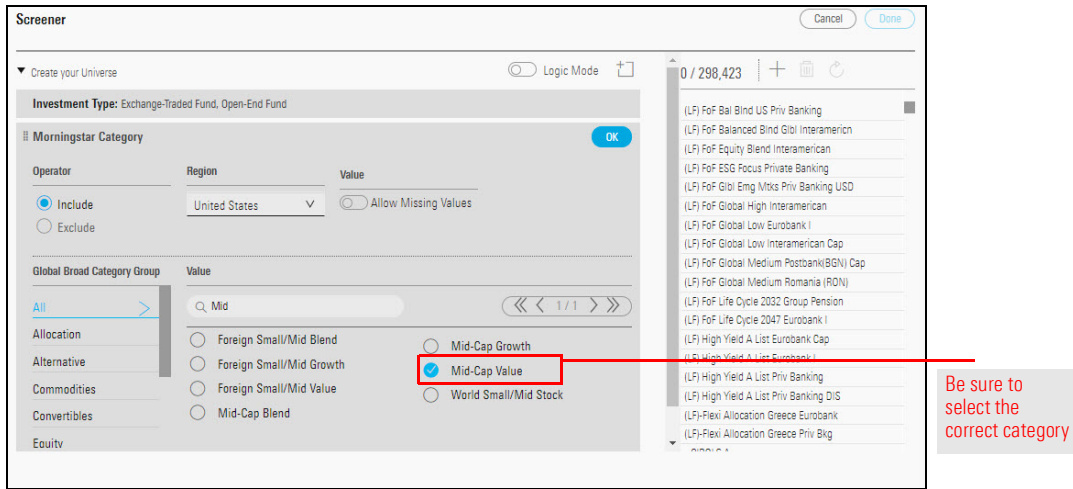 Screener
Cancel
Done
Create your Universe
Logic Mode
0 / 298,423
Investment Type: Exchange-Traded Fund, Open-End Fund
Morningstar Category
OK
Operator
Region
Value
Include
Exclude
United States
Allow Missing Values
Global Broad Category Group
Value
All
Allocation
Alternative
Commodities
Convertibles
Equity
Mid
1 / 1
Foreign Small/Mid Blend
Foreign Small/Mid Growth
Foreign Small/Mid Value
Mid-Cap Blend
Mid-Cap Growth
Mid-Cap Value
World Small/Mid Stock
(LF) FoF Bal Blnd US Priv Banking
(LF) FoF Balanced Blnd Glbl Interamericn
(LF) FoF Equity Blend Interamerican
(LF) FoF ESG Focus Private Banking
(LF) FoF Glbl Emg Mtks Priv Banking USD
(LF) FoF Global High Interamerican
(LF) FoF Global Low Eurobank I
(LF) FoF Global Low Interamerican Cap
(LF) FoF Global Medium Postbank(BGN) Cap
(LF) FoF Global Medium Romania (RON)
(LF) FoF Life Cycle 2032 Group Pension
(LF) FoF Life Cycle 2047 Eurobank I
(LF) High Yield A List Eurobank Cap
(LF) High Yield A List Eurobank I
(LF) High Yield A List Priv Banking
(LF) High Yield A List Priv Banking DIS
(LF)-Flexi Allocation Greece Eurobank
(LF)-Flexi Allocation Greece Priv Bkg
Be sure to
select the
correct category